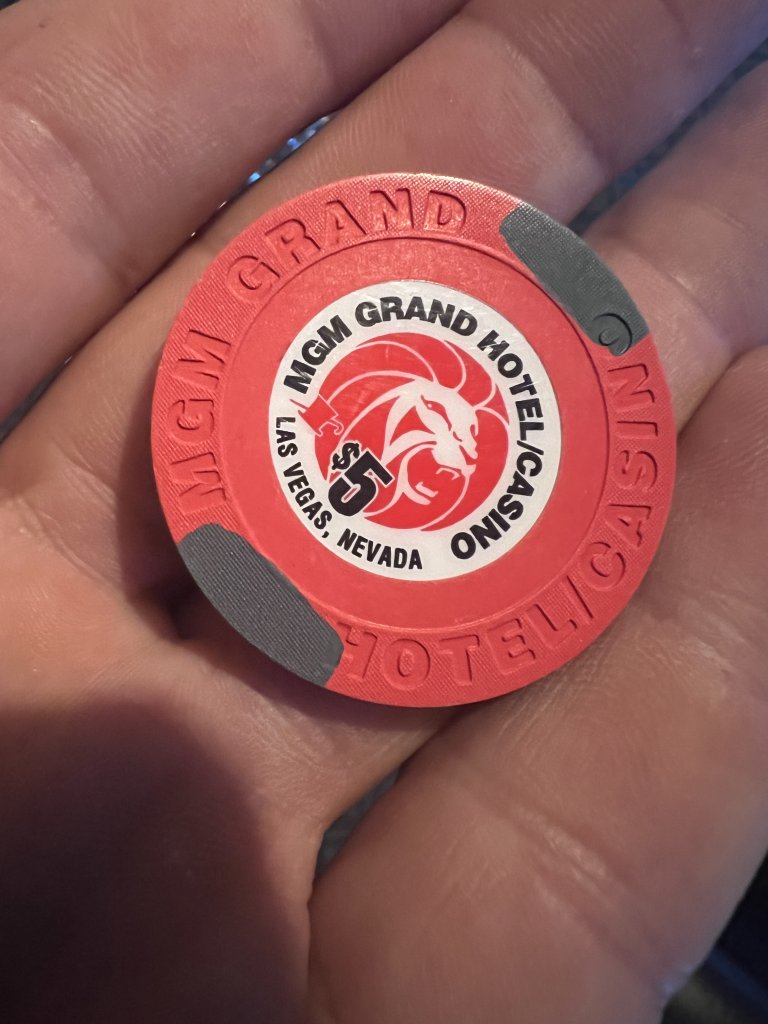 MGM GRAND
HOTEL/CASINO
MGM GRAND HOTEL/CASINO
$5
LAS VEGAS, NEVADA